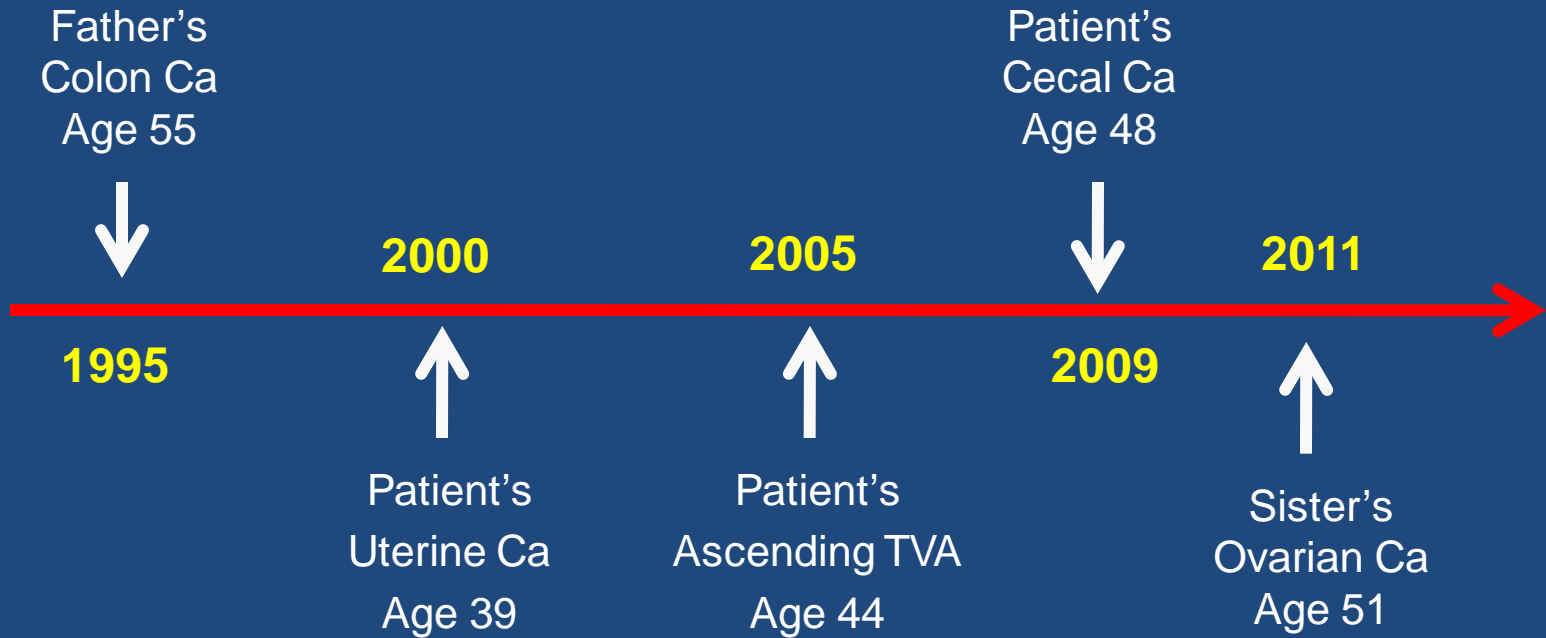 Father’s
Colon Ca
Age 55
Patient’s
Cecal Ca
Age 48
2000
2005
2011
1995
2009
Patient’s
Uterine Ca
Age 39
Patient’s
Ascending TVA
Age 44
Sister’s
Ovarian Ca
Age 51